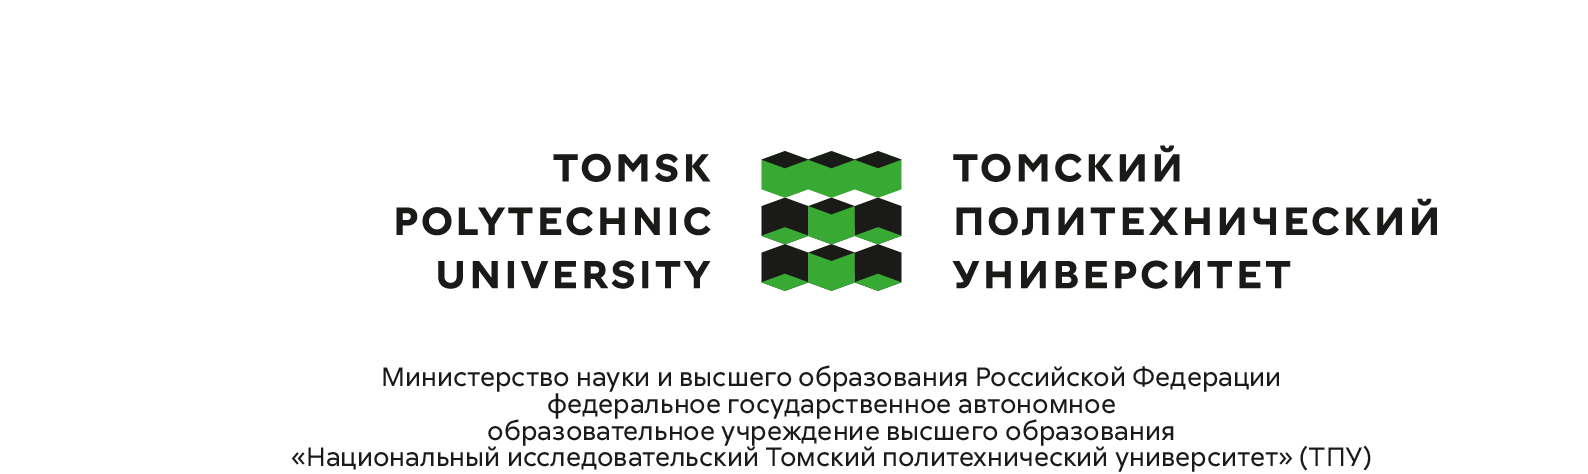 TOMSK
POLYTECHNIC
UNIVERSITY
ТОМСКИЙ
ПОЛИТЕХНИЧЕСКИЙ
УНИВЕРСИТЕТ
Министерство науки и высшего образования Российской Федерации
федеральное государственное автономное
образовательное учреждение высшего образования
«Национальный исследовательский Томский политехнический университет» (ТПУ)